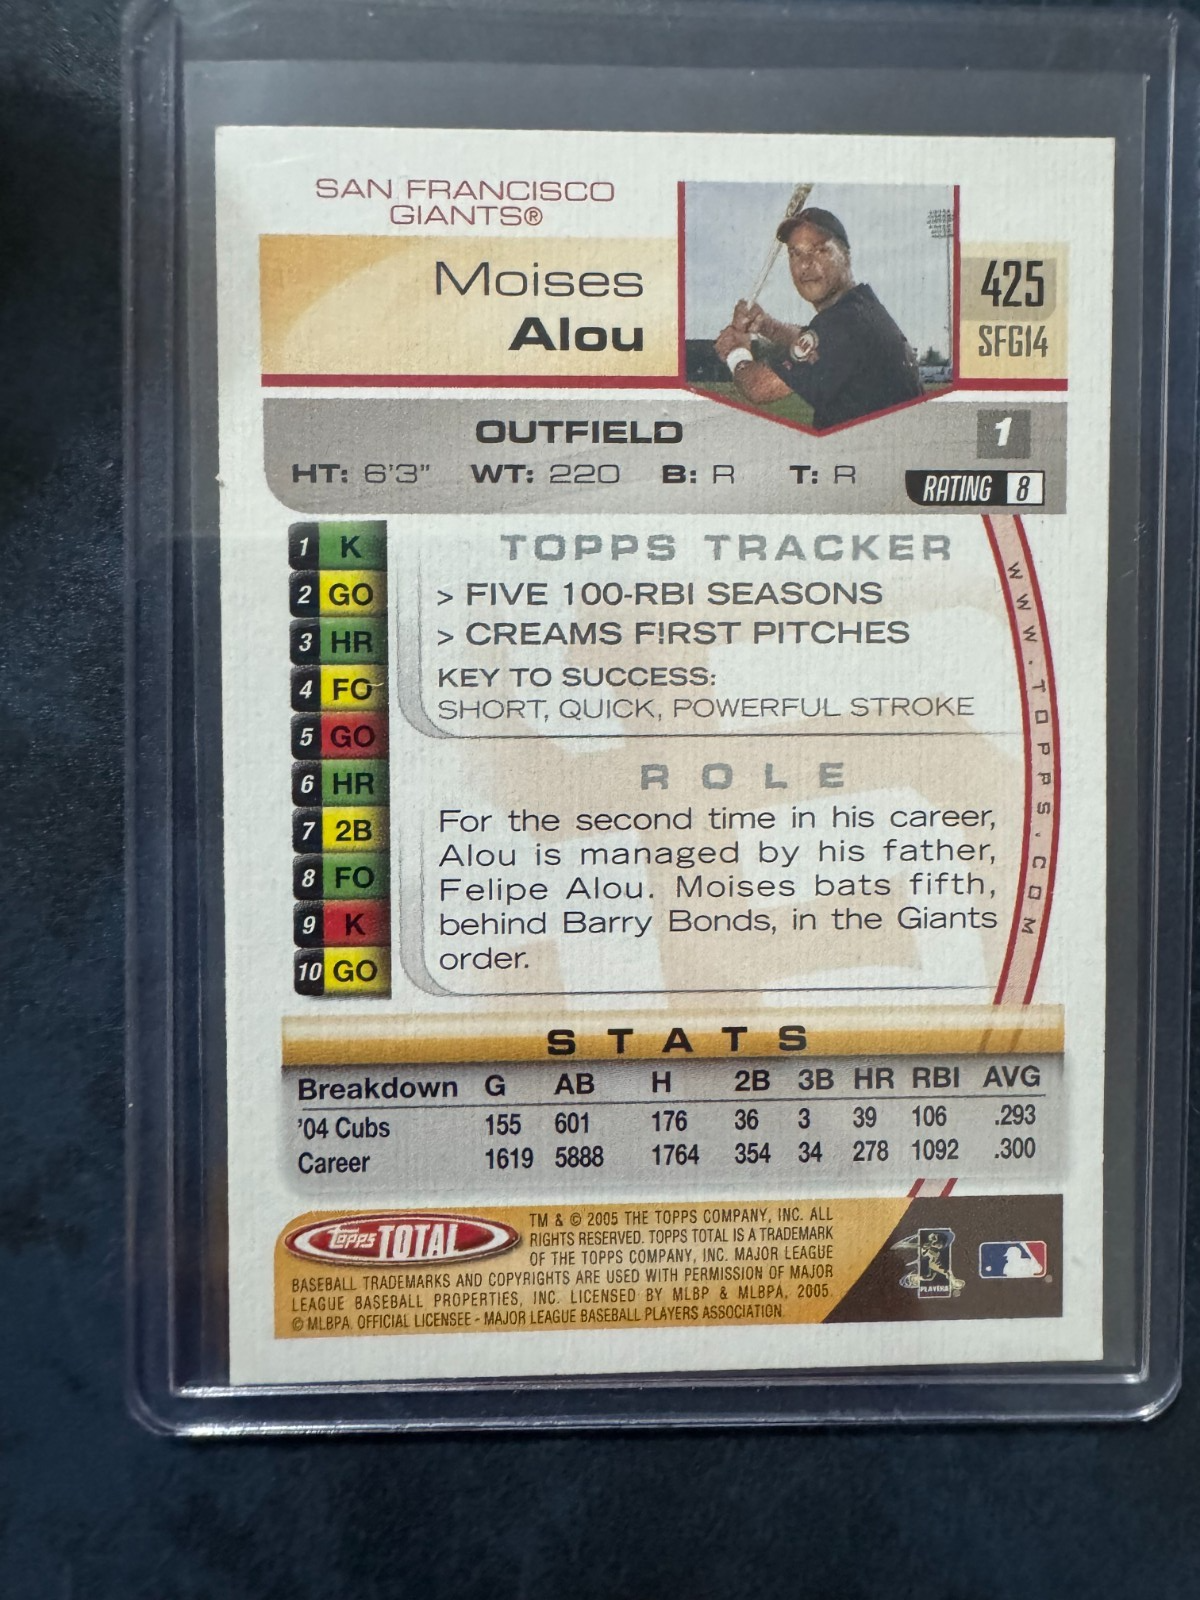 SAN FRANCISCO
GIANTS®
Moises
Alou
425
SFG14
OUTFIELD
1
HT: 6'3" WT: 220 B: R T: R
RATING 8
1 K
2 GO
3 HR
4 FO
5 GO
6 HR
7 2B
8 FO
9 K
10 GO
TOPPS TRACKER
> FIVE 100-RBI SEASONS
> CREAMS FIRST PITCHES
KEY TO SUCCESS:
SHORT, QUICK, POWERFUL STROKE
ROLE
For the second time in his career,
Alou is managed by his father,
Felipe Alou. Moises bats fifth,
behind Barry Bonds, in the Giants
order.
WWW.TOPPS.COM
STATS
Breakdown G AB H 2B 3B HR RBI AVG
'04 Cubs 155 601 176 36 3 39 106 .293
Career 1619 5888 1764 354 34 278 1092 .300
Topps TOTAL
TM & © 2005 THE TOPPS COMPANY, INC. ALL
RIGHTS RESERVED. TOPPS TOTAL IS A TRADEMARK
OF THE TOPPS COMPANY, INC. MAJOR LEAGUE
BASEBALL TRADEMARKS AND COPYRIGHTS ARE USED WITH PERMISSION OF MAJOR
LEAGUE BASEBALL PROPERTIES, INC. LICENSED BY MLBP & MLBPA, 2005.
© MLBPA. OFFICIAL LICENSEE - MAJOR LEAGUE BASEBALL PLAYERS ASSOCIATION.
PLAYERS